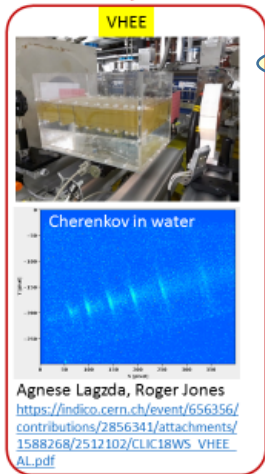 VHEE
Cherenkov in water
Agnese Lagzda, Roger Jones
https://indico.cern.ch/event/656356/
contributions/2856341/attachments/
1588268/2512102/CLIC18WS_VHEE_
AL.pdf